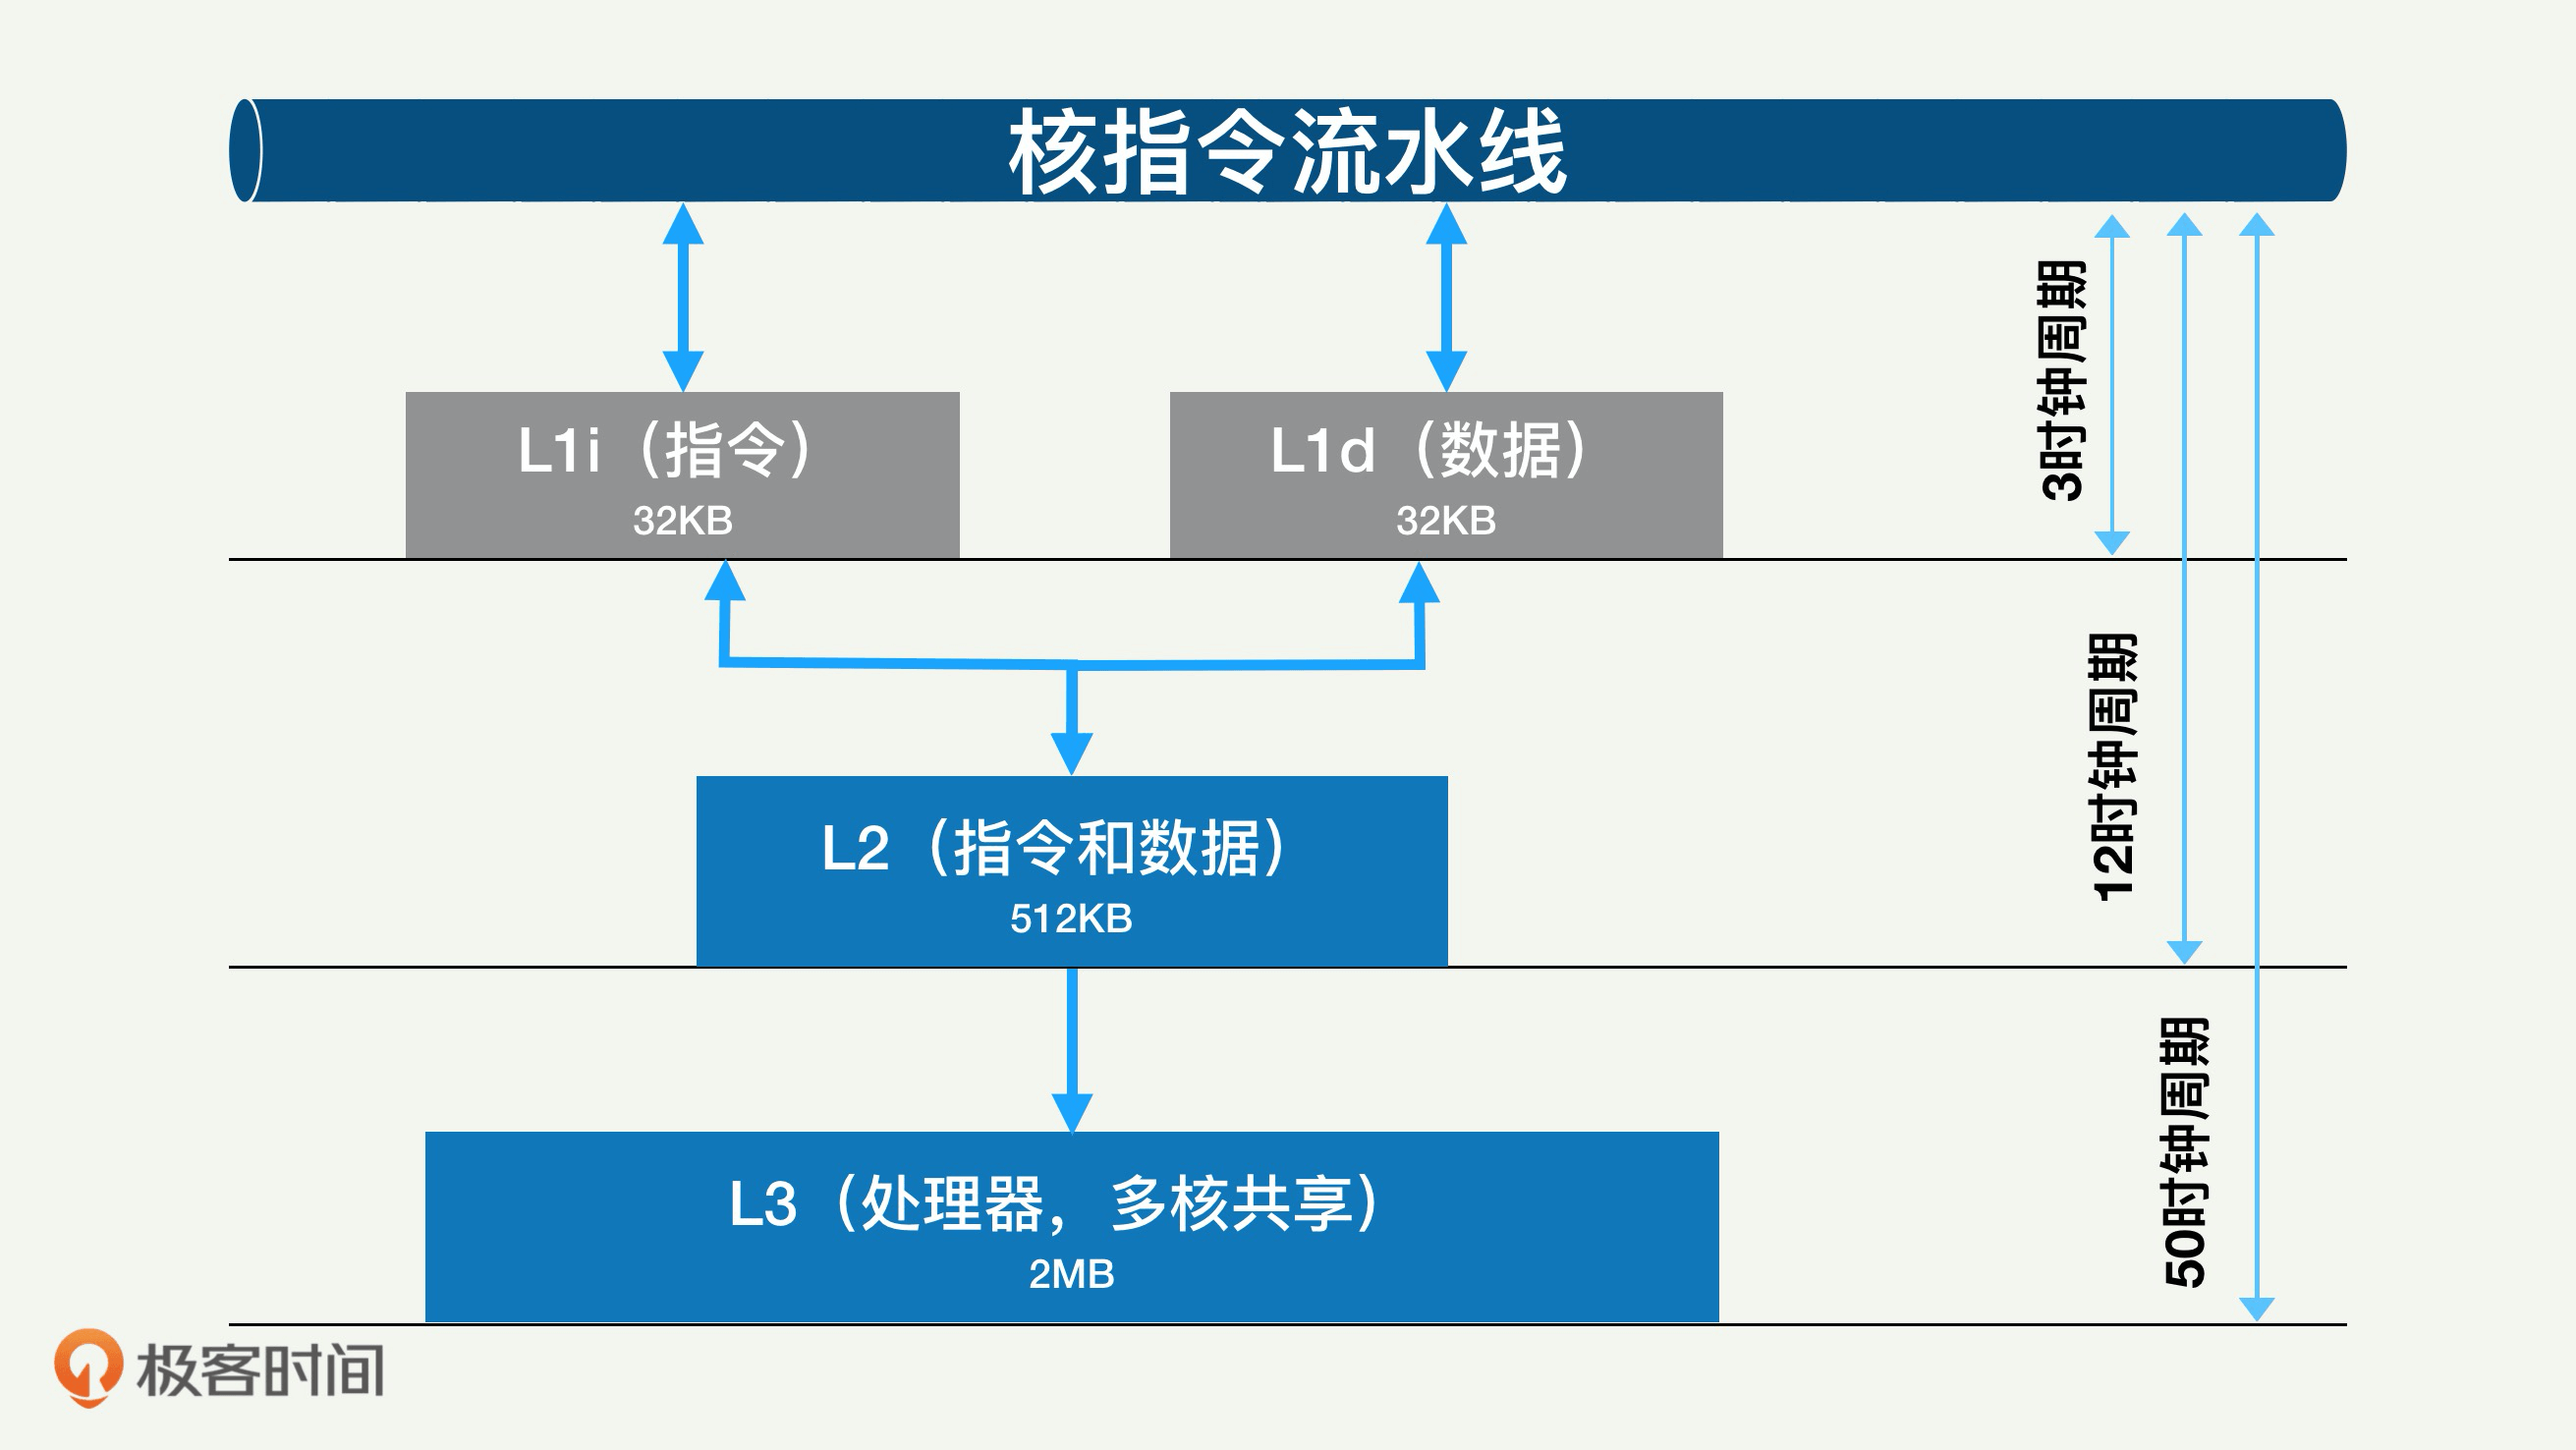 核指令流水线
3时钟周期
L1i（指令）
32KB
L1d（数据）
32KB
12时钟周期
L2（指令和数据）
512KB
50时钟周期
L3（处理器，多核共享）
2MB
极客时间